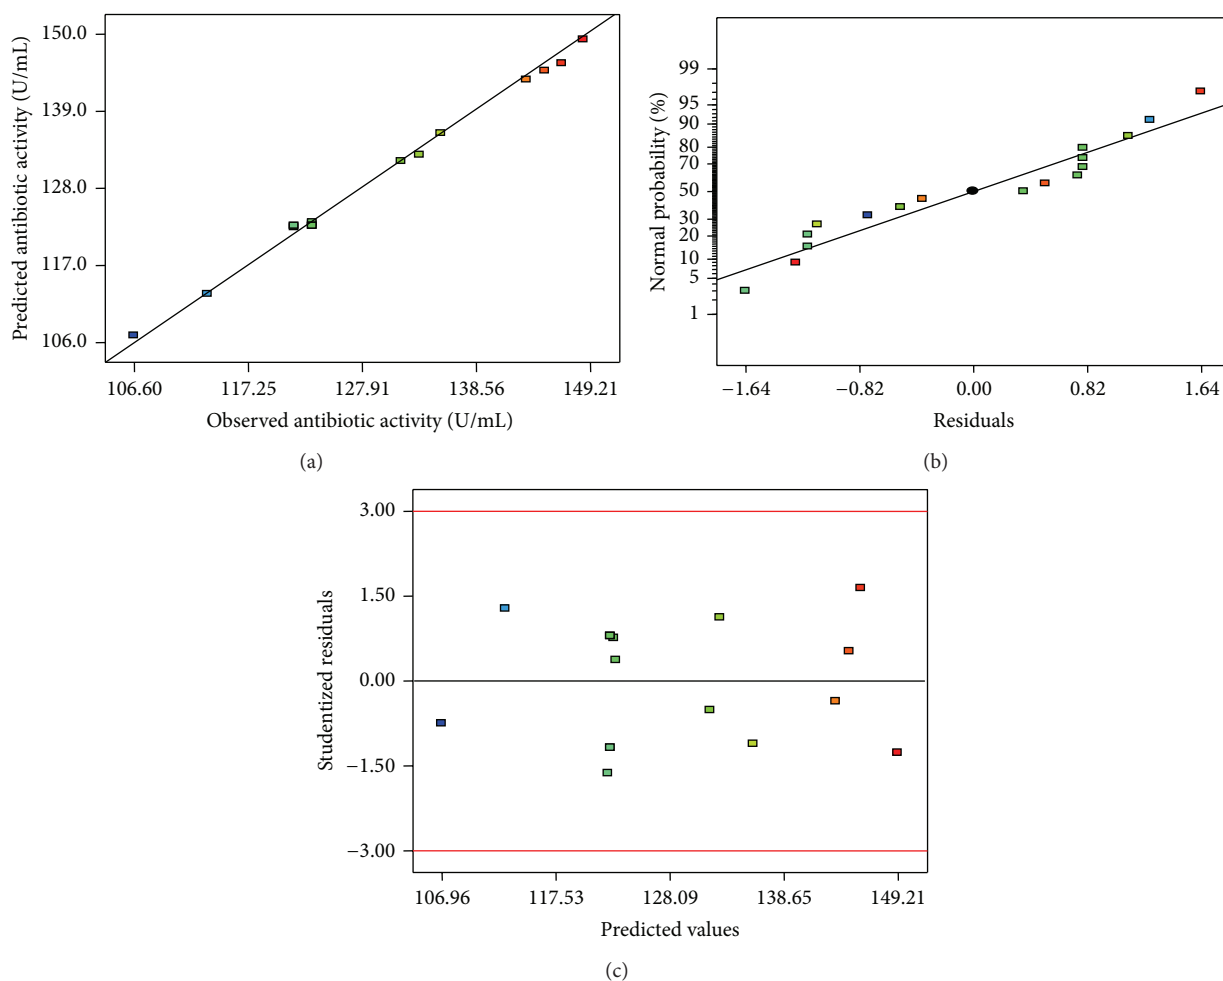 150.0
139.0
128.0
117.0
106.0
Predicted antibiotic activity (U/mL)
106.60 117.25 127.91 138.56 149.21
Observed antibiotic activity (U/mL)
(a)
99
95
90
80
70
50
30
20
10
5
1
Normal probability (%)
−1.64 −0.82 0.00 0.82 1.64
Residuals
(b)
3.00
1.50
0.00
−1.50
−3.00
Studentized residuals
106.96 117.53 128.09 138.65 149.21
Predicted values
(c)